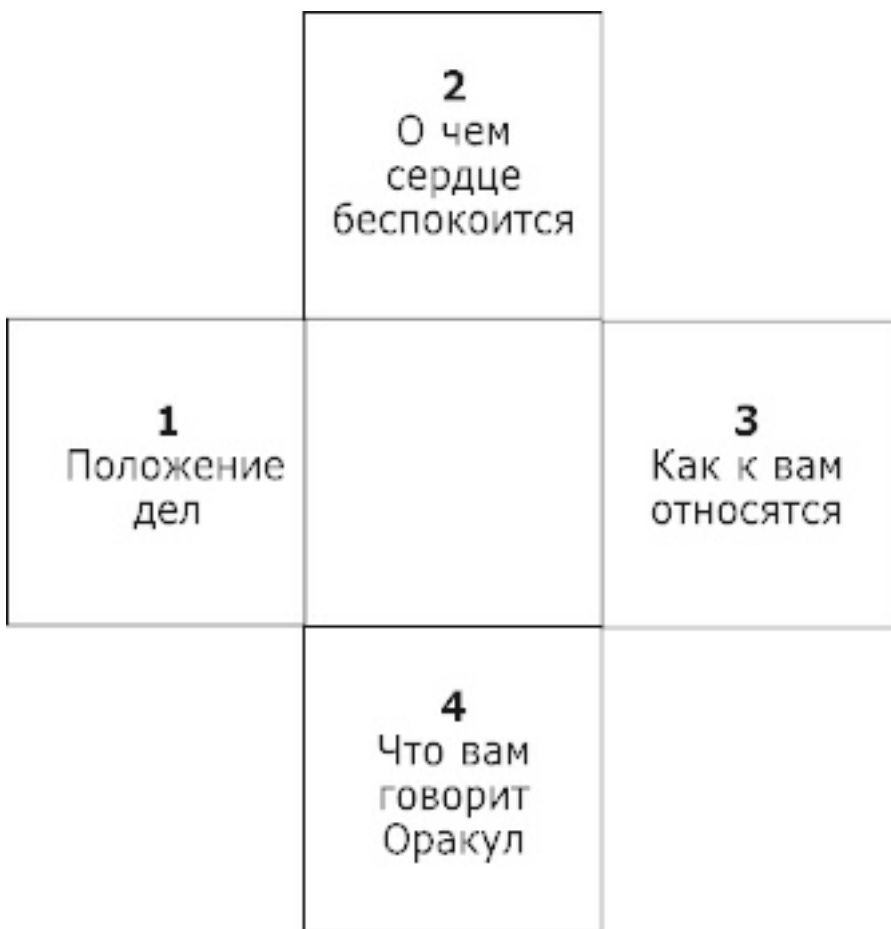 2
О чем
сердце
беспокоится
1
Положение
дел
3
Как к вам
относятся
4
Что вам
говорит
Оракул